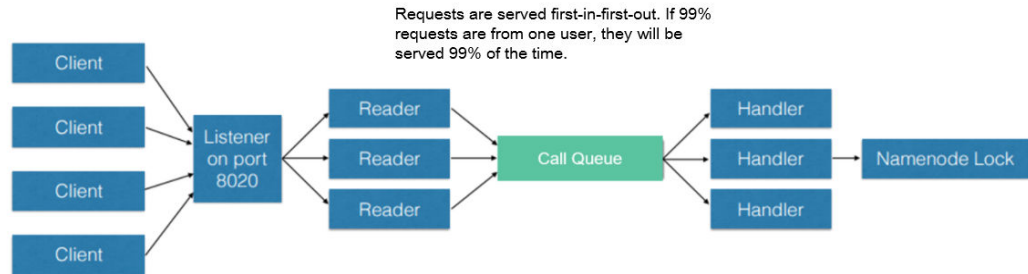 Requests are served first-in-first-out. If 99%
requests are from one user, they will be
served 99% of the time.
Client
Client
Client
Client
Listener
on port
8020
Reader
Reader
Reader
Call Queue
Handler
Handler
Handler
Namenode Lock